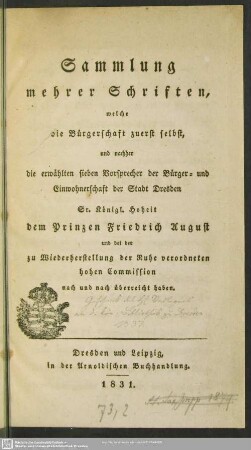 Sammlung
mehrer Schriften,
welche
die Bürgerschaft zuerst selbst,
und nachher
die erwählten sieben Vorsprecher der Bürger- und
Einwohnerschaft der Stadt Dresden
Sr. Königl. Hoheit
dem Prinzen Friedrich August
und bei der
zu Wiederherstellung der Ruhe verordneten
hohen Commission
nach und nach überreicht haben.
Dresden und Leipzig,
in der Arnoldischen Buchhandlung.
1831.
73,2